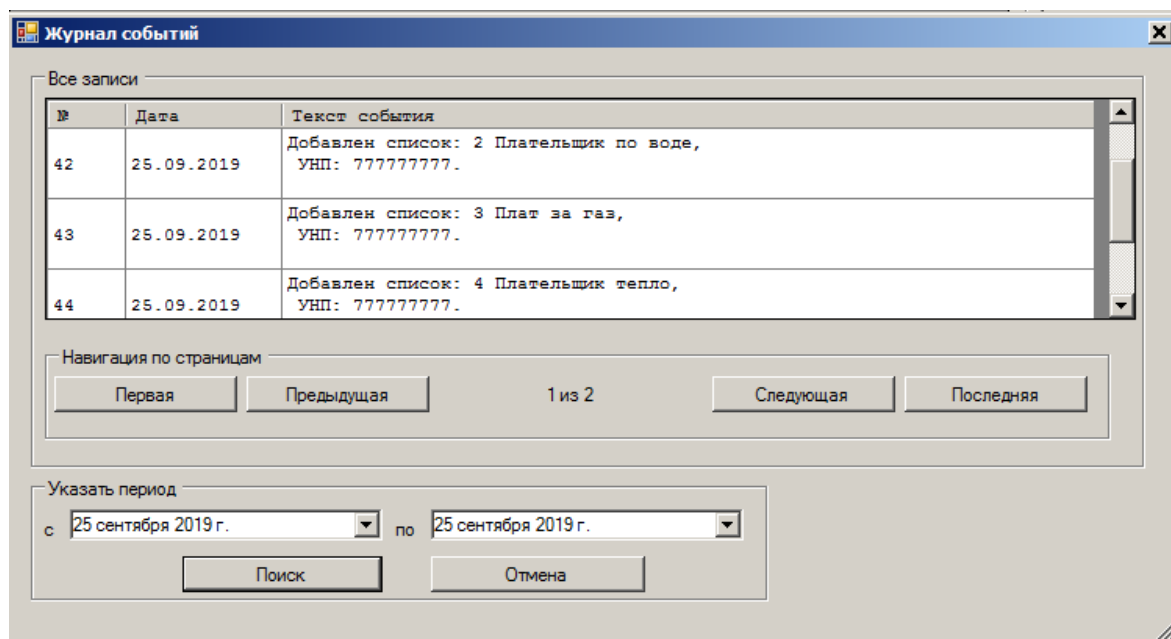 Журнал событий
Все записи
№ Дата Текст события
42 25.09.2019 Добавлен список: 2 Плательщик по воде,
УНП: 777777777.
43 25.09.2019 Добавлен список: 3 Плат за газ,
УНП: 777777777.
44 25.09.2019 Добавлен список: 4 Плательщик тепло,
УНП: 777777777.
Навигация по страницам
Первая Предыдущая 1 из 2 Следующая Последняя
Указать период
с 25 сентября 2019 г. по 25 сентября 2019 г.
Поиск Отмена